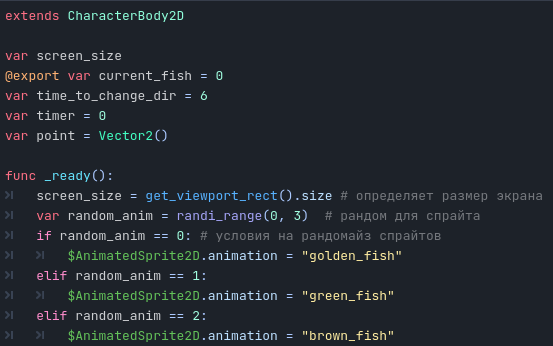 extends CharacterBody2D
var screen_size
@export var current_fish = 0
var time_to_change_dir = 6
var timer = 0
var point = Vector2()
func _ready():
screen_size = get_viewport_rect().size # определяет размер экрана
var random_anim = randi_range(0, 3)  # рандом для спрайта
if random_anim == 0: # условия на рандомайз спрайтов
$AnimatedSprite2D.animation = "golden_fish"
elif random_anim == 1:
$AnimatedSprite2D.animation = "green_fish"
elif random_anim == 2:
$AnimatedSprite2D.animation = "brown_fish"